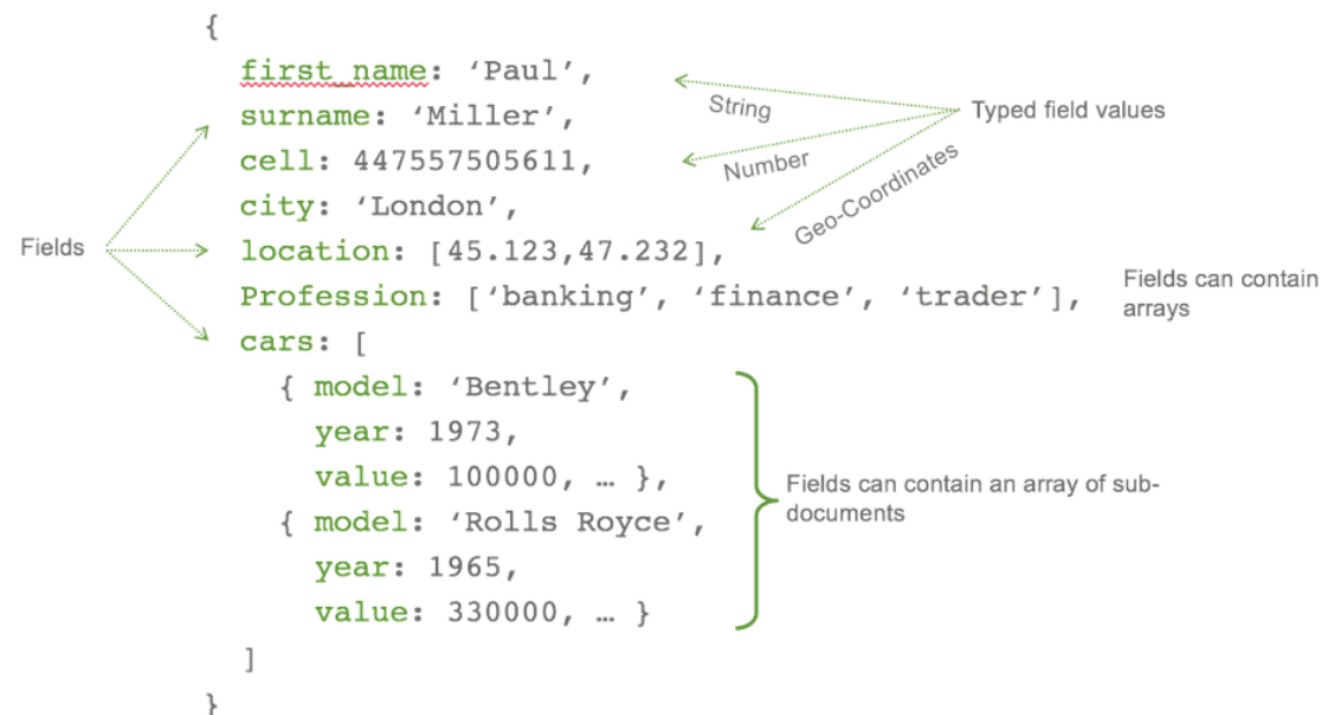 {
first_name: ‘Paul’,
surname: ‘Miller’,
cell: 447557505611,
city: ‘London’,
location: [45.123,47.232],
Profession: [‘banking’, ‘finance’, ‘trader’],
cars: [
{ model: ‘Bentley’,
year: 1973,
value: 100000, … },
{ model: ‘Rolls Royce’,
year: 1965,
value: 330000, … }
]
}
Fields
String
Number
Geo-Coordinates
Typed field values
Fields can contain
arrays
Fields can contain an array of sub-
documents